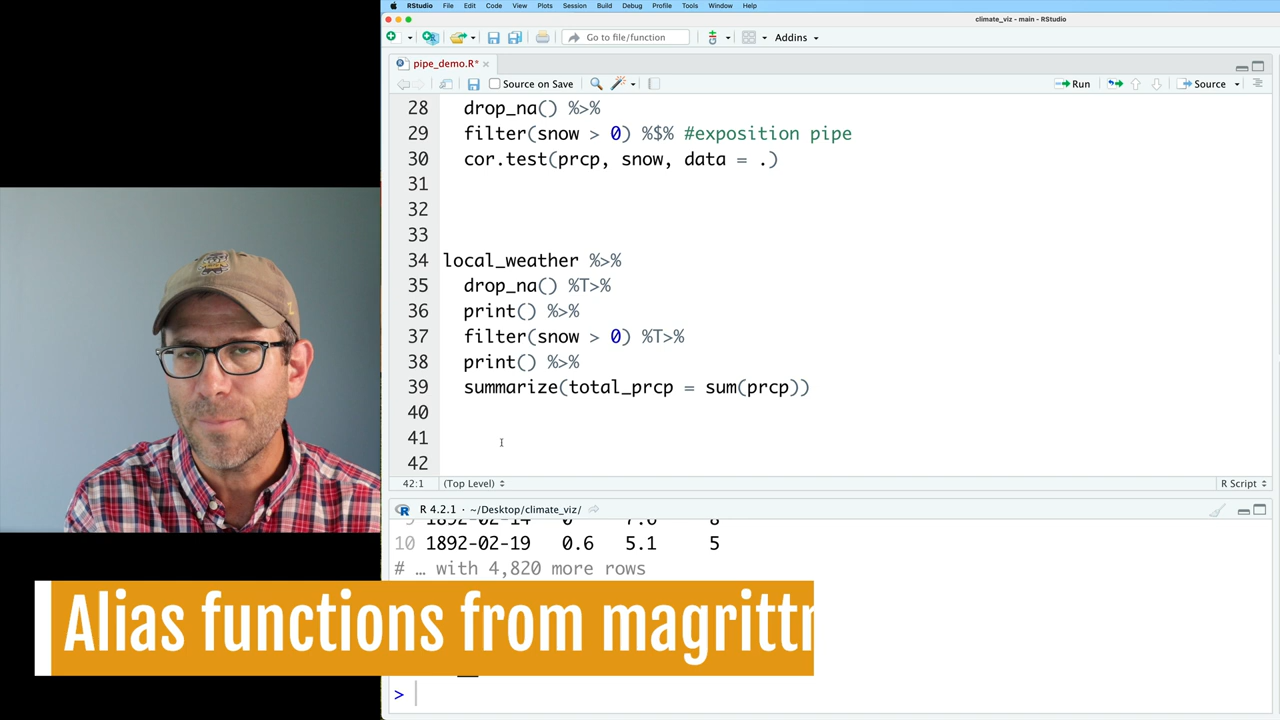 RStudio File Edit Code View Plots Session Build Debug Profile Tools Window Help
climate_viz - main - RStudio
Go to file/function Addins
pipe_demo.R*
Source on Save Run Source
28 drop_na() %>%
29 filter(snow > 0) %$% #exposition pipe
30 cor.test(prcp, snow, data = .)
31
32
33
34 local_weather %>%
35 drop_na() %T>%
36 print() %>%
37 filter(snow > 0) %T>%
38 print() %>%
39 summarize(total_prcp = sum(prcp))
40
41
42
42:1 (Top Level) R Script
R 4.2.1 · ~/Desktop/climate_viz/
9 1892-02-14 0 7.6 8
10 1892-02-19 0.6 5.1 5
# … with 4,820 more rows
Alias functions from magrittr
>